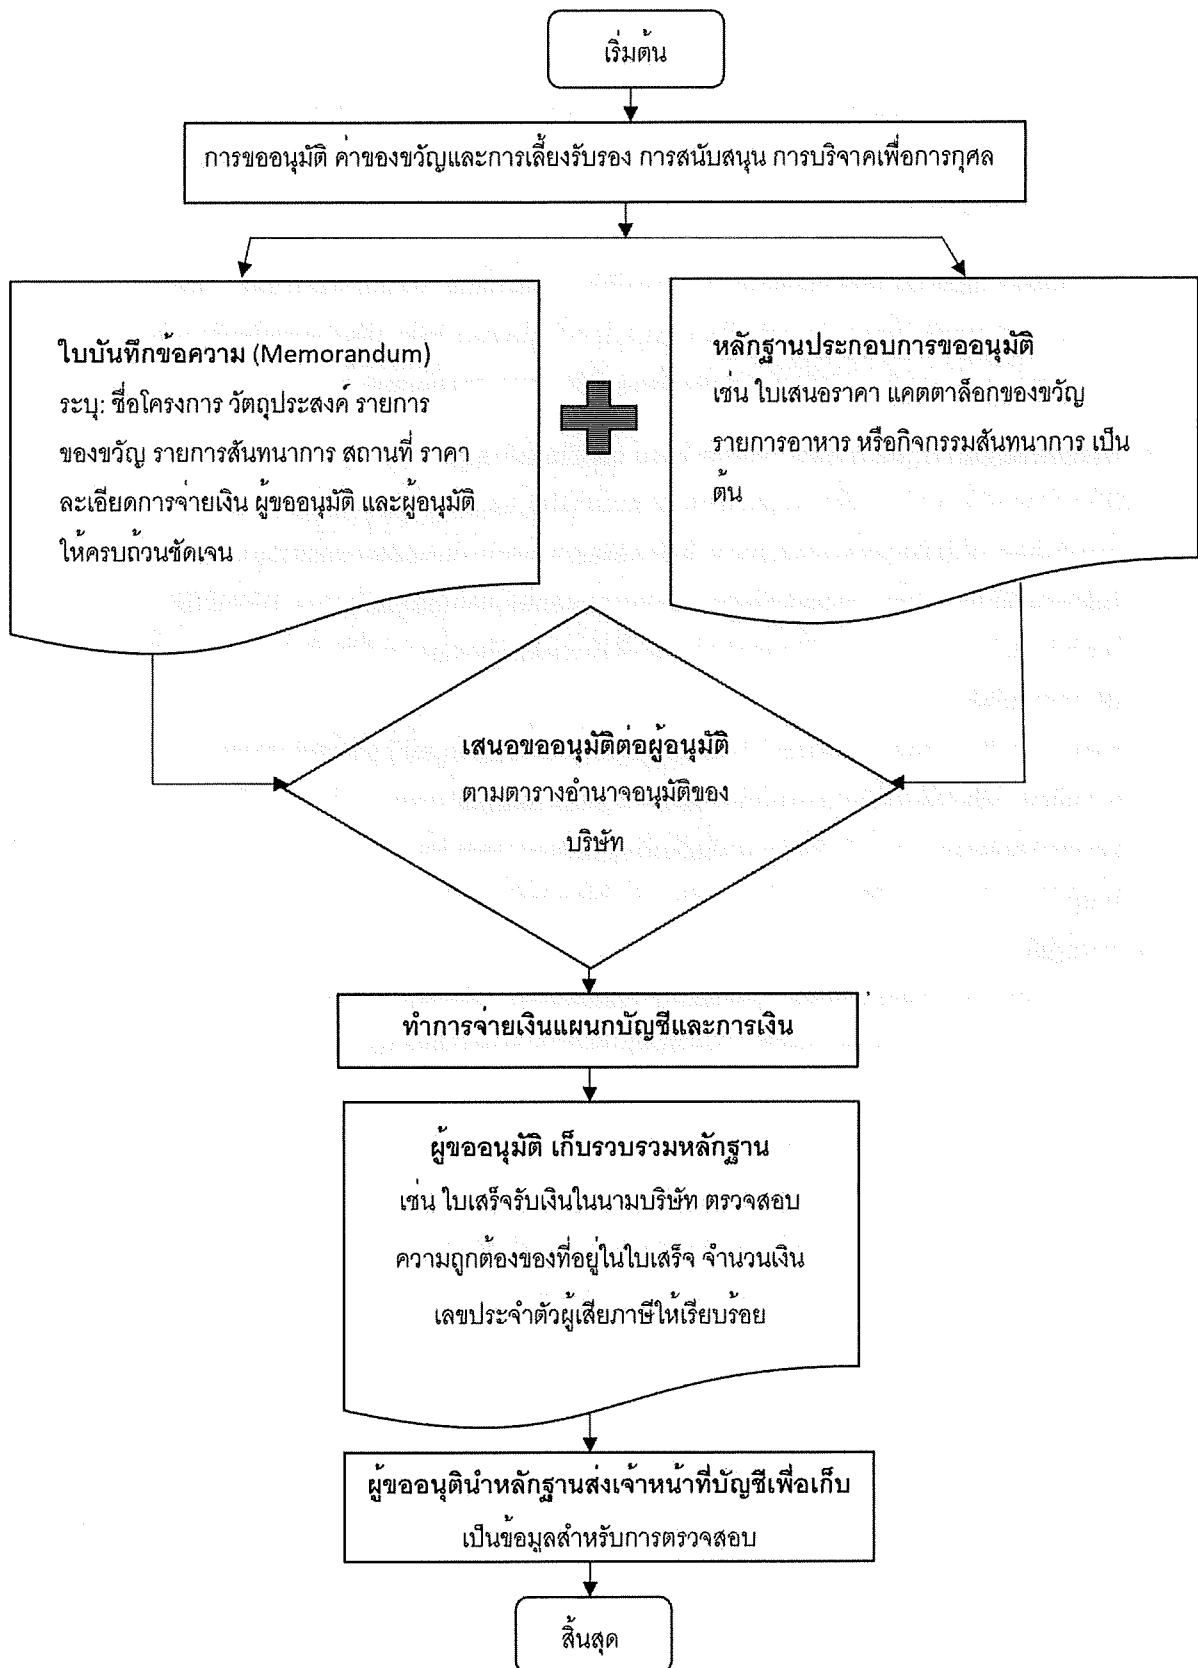 เริ่มต้น
การขออนุมัติ ค่าของขวัญและการเลี้ยงรับรอง การสนับสนุน การบริจาคเพื่อการกุศล
ใบบันทึกข้อความ (Memorandum)
ระบุ: ชื่อโครงการ วัตถุประสงค์ รายการ
ของขวัญ รายการสันทนาการ สถานที่ ราคา
ละเอียดการจ่ายเงิน ผู้ขออนุมัติ และผู้อนุมัติ
ให้ครบถ้วนชัดเจน
หลักฐานประกอบการขออนุมัติ
เช่น ใบเสนอราคา แคตตาล็อกของขวัญ
รายการอาหาร หรือกิจกรรมสันทนาการ เป็น
ต้น
เสนอขออนุมัติต่อผู้อนุมัติ
ตามตารางอำนาจอนุมัติของ
บริษัท
ทำการจ่ายเงินแผนกบัญชีและการเงิน
ผู้ขออนุมัติ เก็บรวบรวมหลักฐาน
เช่น ใบเสร็จรับเงินในนามบริษัท ตรวจสอบ
ความถูกต้องของที่อยู่ในใบเสร็จ จำนวนเงิน
เลขประจำตัวผู้เสียภาษีให้เรียบร้อย
ผู้ขออนุตินำหลักฐานส่งเจ้าหน้าที่บัญชีเพื่อเก็บ
เป็นข้อมูลสำหรับการตรวจสอบ
สิ้นสุด